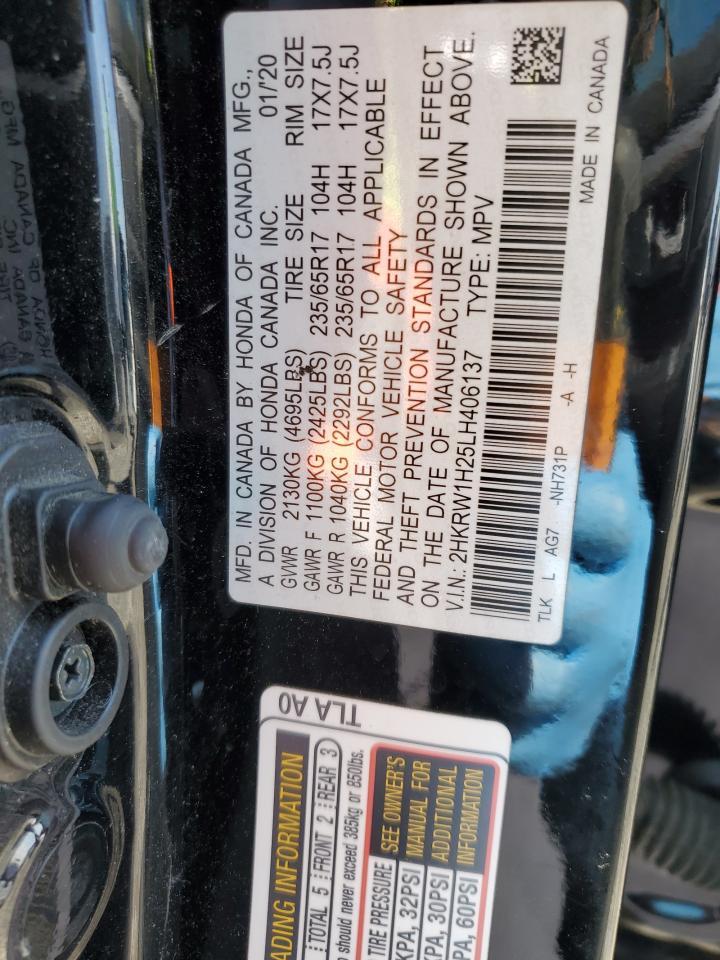 MFD. IN CANADA BY HONDA OF CANADA MFG.,
A DIVISION OF HONDA CANADA INC. 01/'20
GVWR 2130KG (4695LBS) TIRE SIZE RIM SIZE
GAWR F 1100KG (2425LBS) 235/65R17 104H 17X7.5J
GAWR R 1040KG (2292LBS) 235/65R17 104H 17X7.5J
THIS VEHICLE CONFORMS TO ALL APPLICABLE
FEDERAL MOTOR VEHICLE SAFETY
AND THEFT PREVENTION STANDARDS IN EFFECT
ON THE DATE OF MANUFACTURE SHOWN ABOVE.
V.I.N.: 2HKRW1H25LH406137 TYPE: MPV
TLK L AG7 -NH731P -A -H
MADE IN CANADA
TLA A0
ADING INFORMATION
TOTAL 5 FRONT 2 REAR 3
should never exceed 385kg or 850lbs.
TIRE PRESSURE
KPA, 32PSI
KPA, 30PSI
PA, 60PSI
SEE OWNER'S
MANUAL FOR
ADDITIONAL
INFORMATION